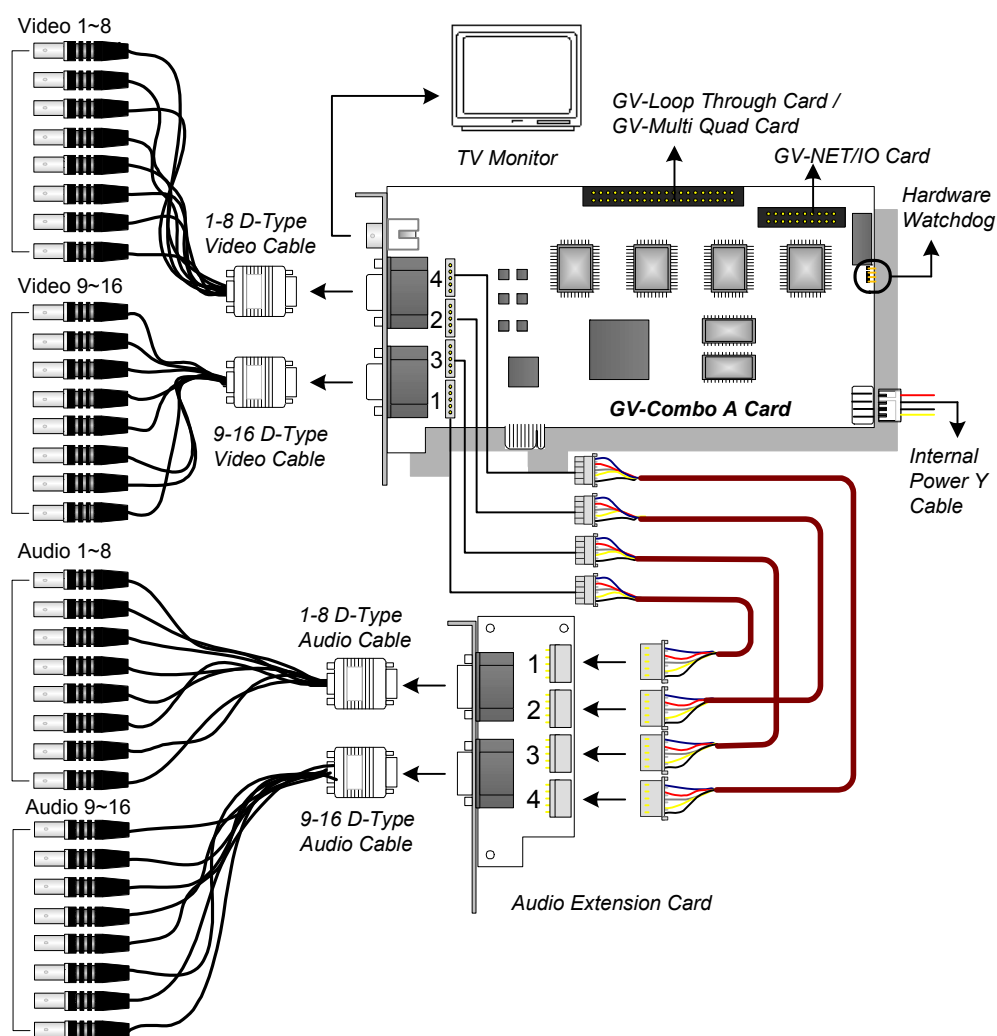 Video 1~8
TV Monitor
GV-Loop Through Card /
GV-Multi Quad Card
GV-NET/IO Card
Hardware
Watchdog
1-8 D-Type
Video Cable
Video 9~16
4
2
3
1
GV-Combo A Card
9-16 D-Type
Video Cable
Internal
Power Y
Cable
Audio 1~8
1-8 D-Type
Audio Cable
1
2
3
4
Audio 9~16
9-16 D-Type
Audio Cable
Audio Extension Card